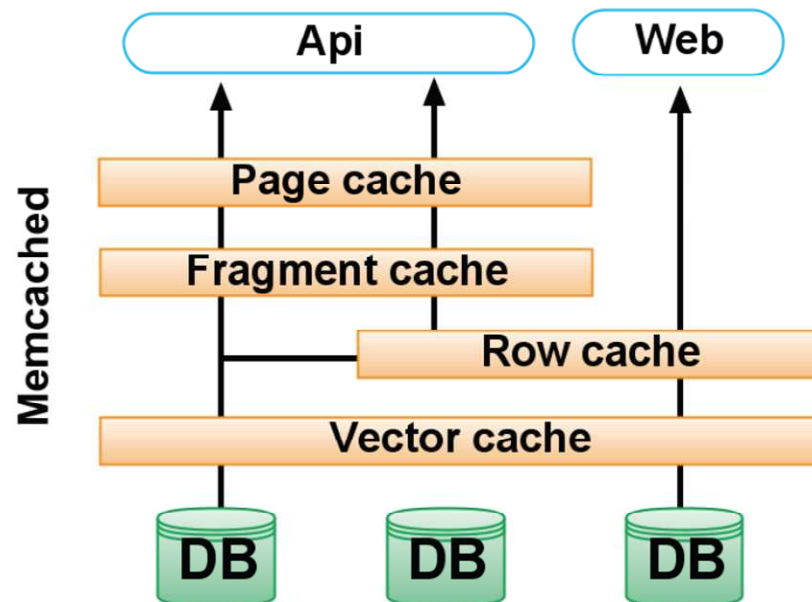 Api
Web
Memcached
Page cache
Fragment cache
Row cache
Vector cache
DB
DB
DB